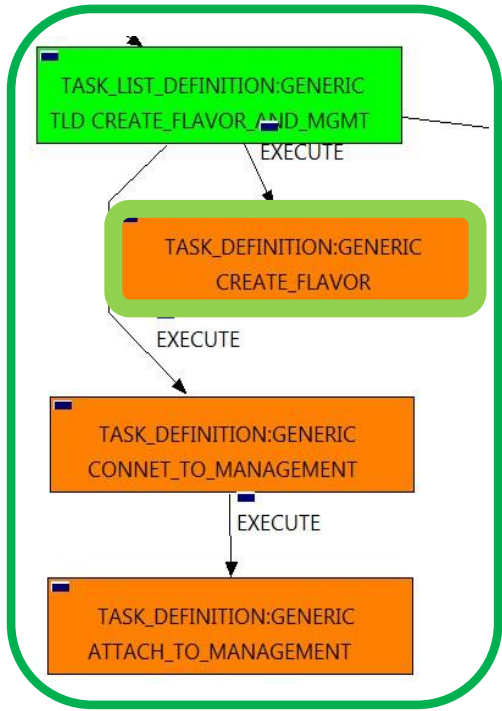 TASK_LIST_DEFINITION:GENERIC
TLD CREATE_FLAVOR_AND_MGMT
EXECUTE
TASK_DEFINITION:GENERIC
CREATE_FLAVOR
EXECUTE
TASK_DEFINITION:GENERIC
CONNET_TO_MANAGEMENT
EXECUTE
TASK_DEFINITION:GENERIC
ATTACH_TO_MANAGEMENT